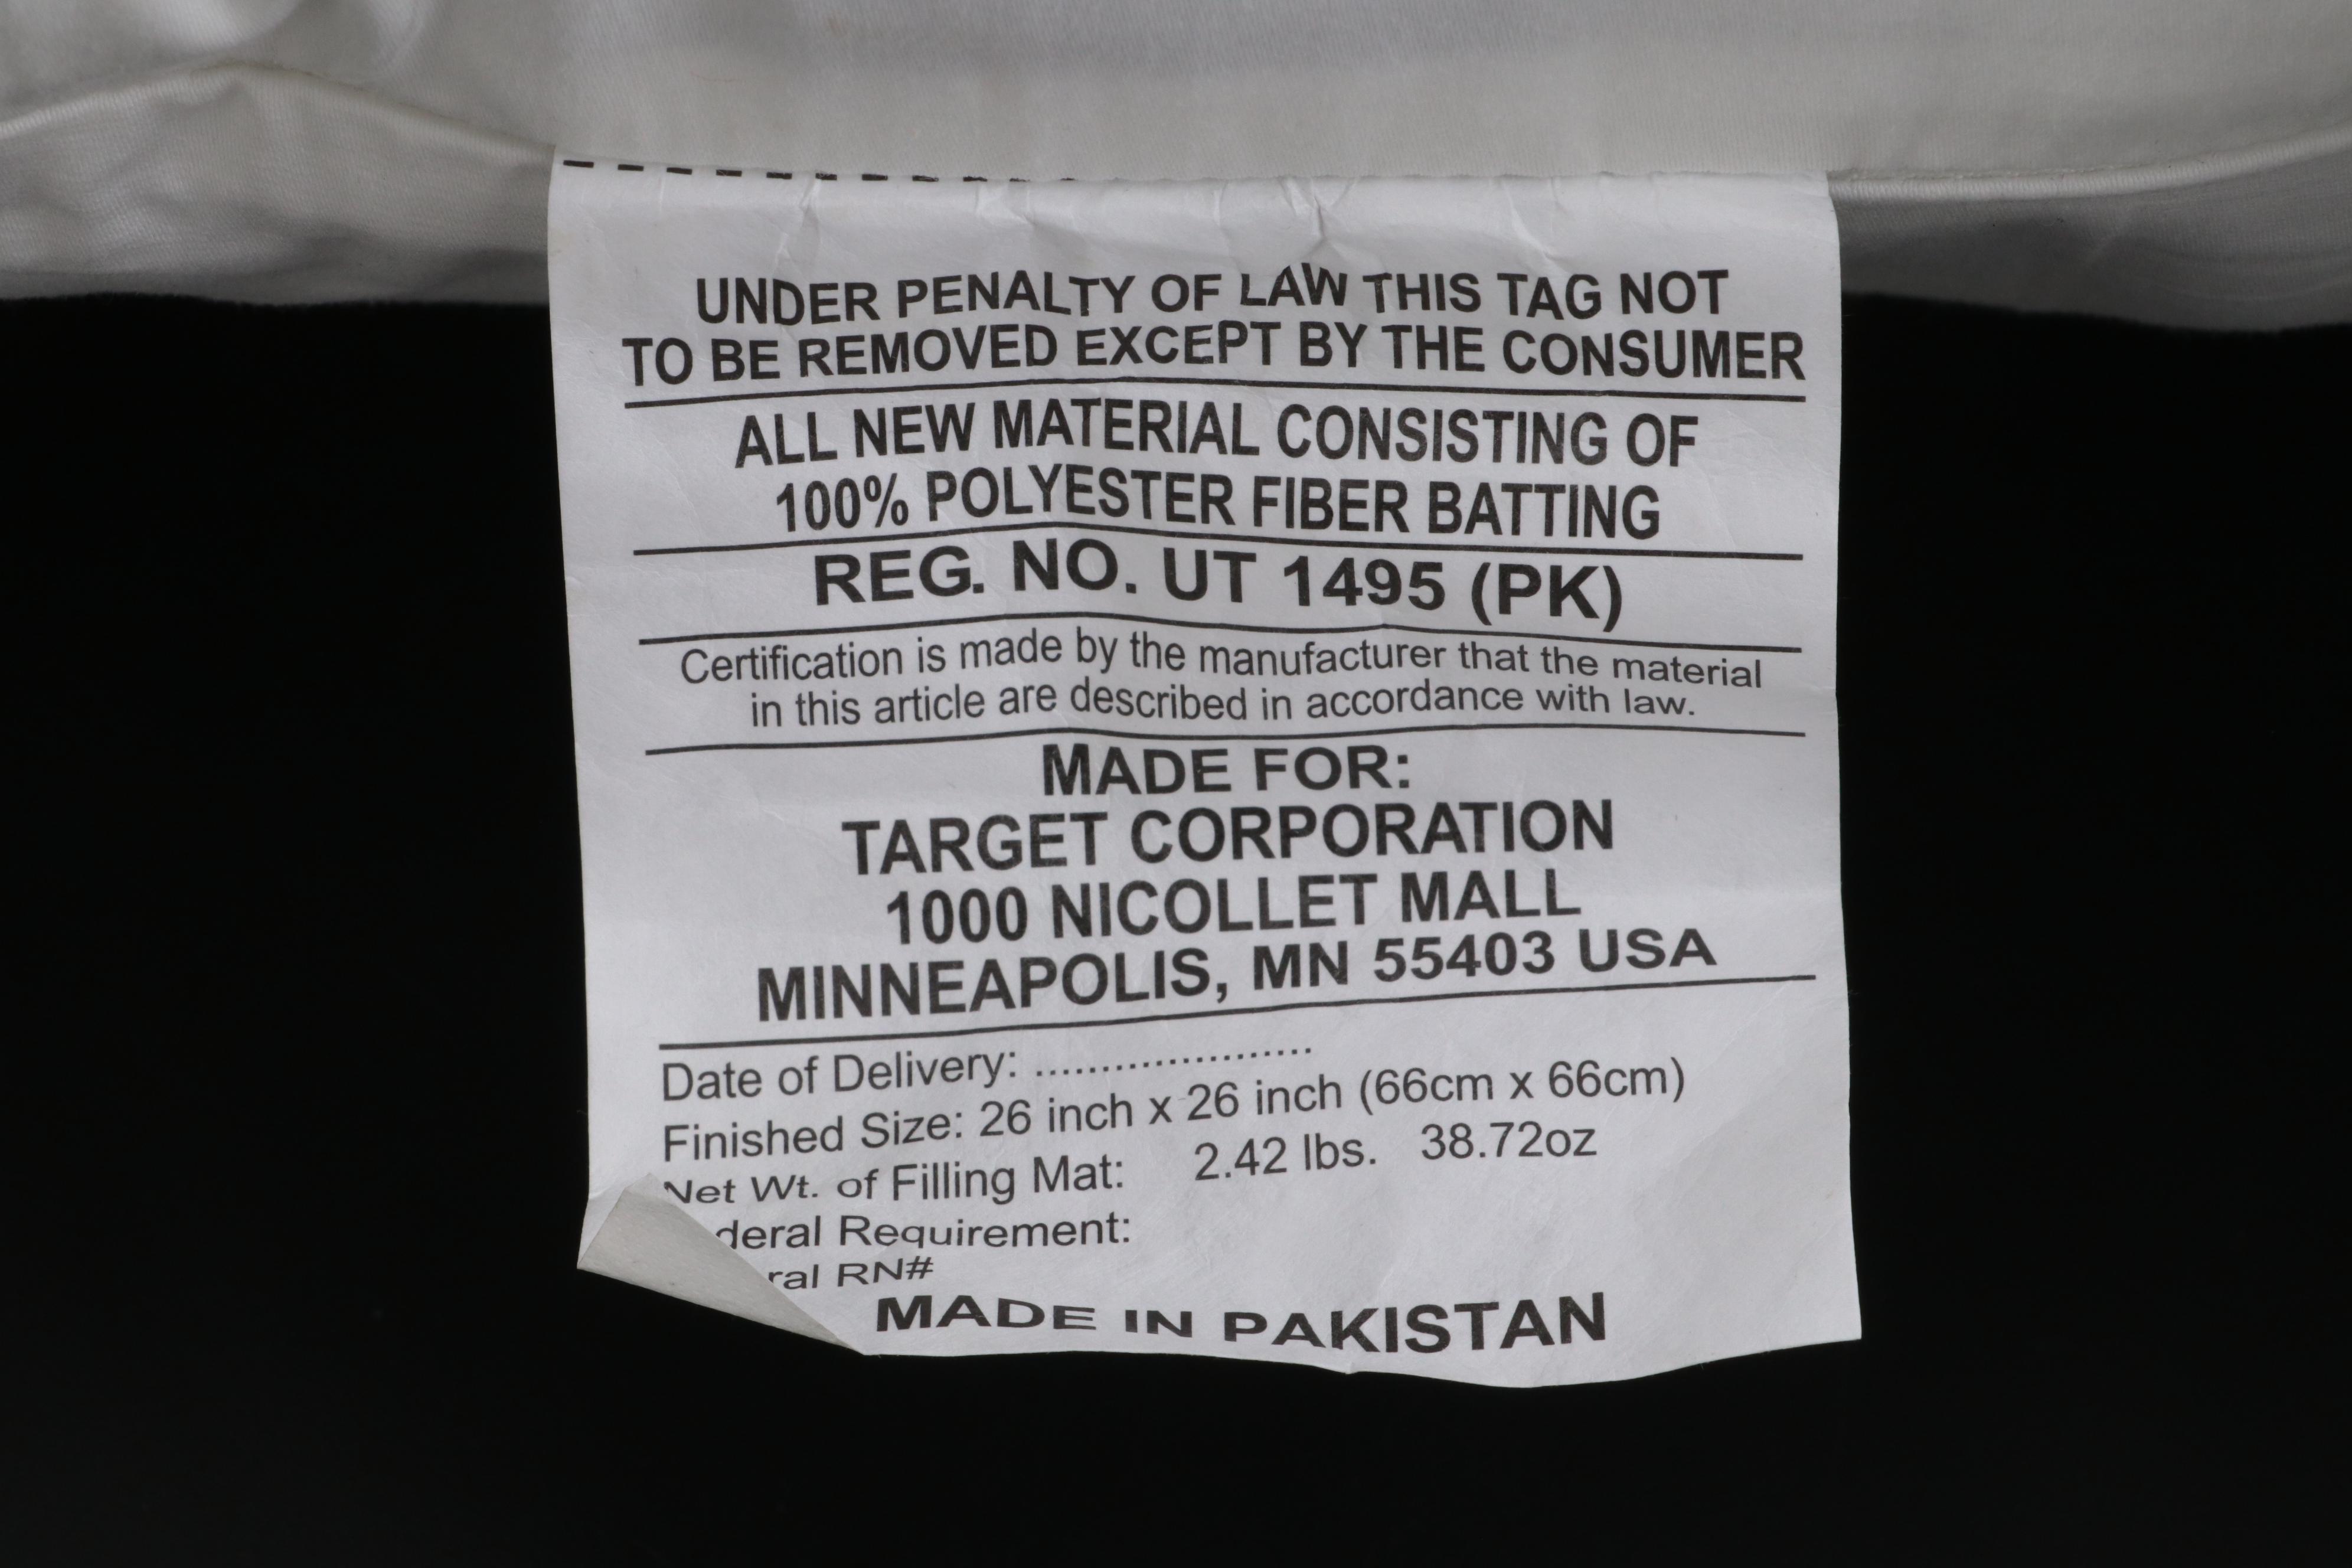 UNDER PENALTY OF LAW THIS TAG NOT
TO BE REMOVED EXCEPT BY THE CONSUMER
ALL NEW MATERIAL CONSISTING OF
100% POLYESTER FIBER BATTING
REG. NO. UT 1495 (PK)
Certification is made by the manufacturer that the material
in this article are described in accordance with law.
MADE FOR:
TARGET CORPORATION
1000 NICOLLET MALL
MINNEAPOLIS, MN 55403 USA
Date of Delivery: .....................
Finished Size: 26 inch x 26 inch (66cm x 66cm)
Net Wt. of Filling Mat: 2.42 lbs. 38.72oz
Requirement:
RN#
MADE IN PAKISTAN